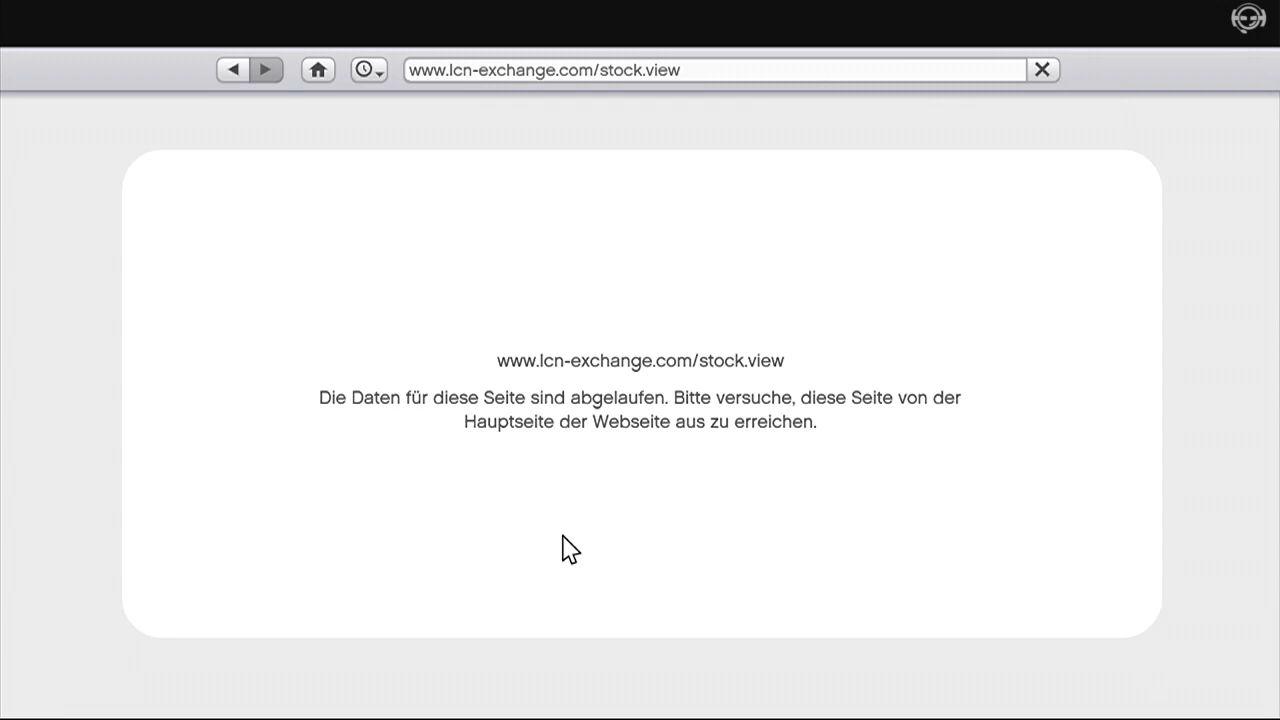 www.lcn-exchange.com/stock.view
www.lcn-exchange.com/stock.view
Die Daten für diese Seite sind abgelaufen. Bitte versuche, diese Seite von der
Hauptseite der Webseite aus zu erreichen.